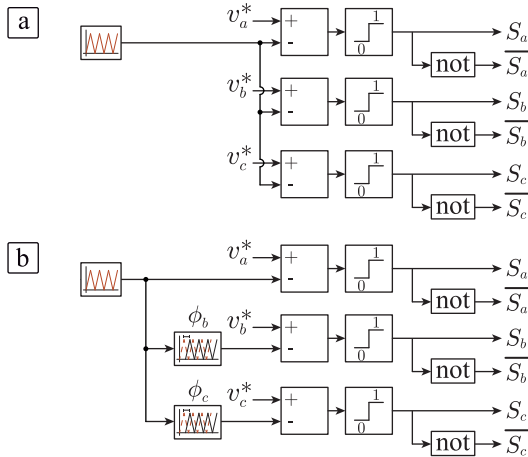 a
v_a^* + - 1 0 S_a
not \overline{S_a}
v_b^* + - 1 0 S_b
not \overline{S_b}
v_c^* + - 1 0 S_c
not \overline{S_c}
b
v_a^* + - 1 0 S_a
not \overline{S_a}
ϕ_b v_b^* + - 1 0 S_b
not \overline{S_b}
ϕ_c v_c^* + - 1 0 S_c
not \overline{S_c}